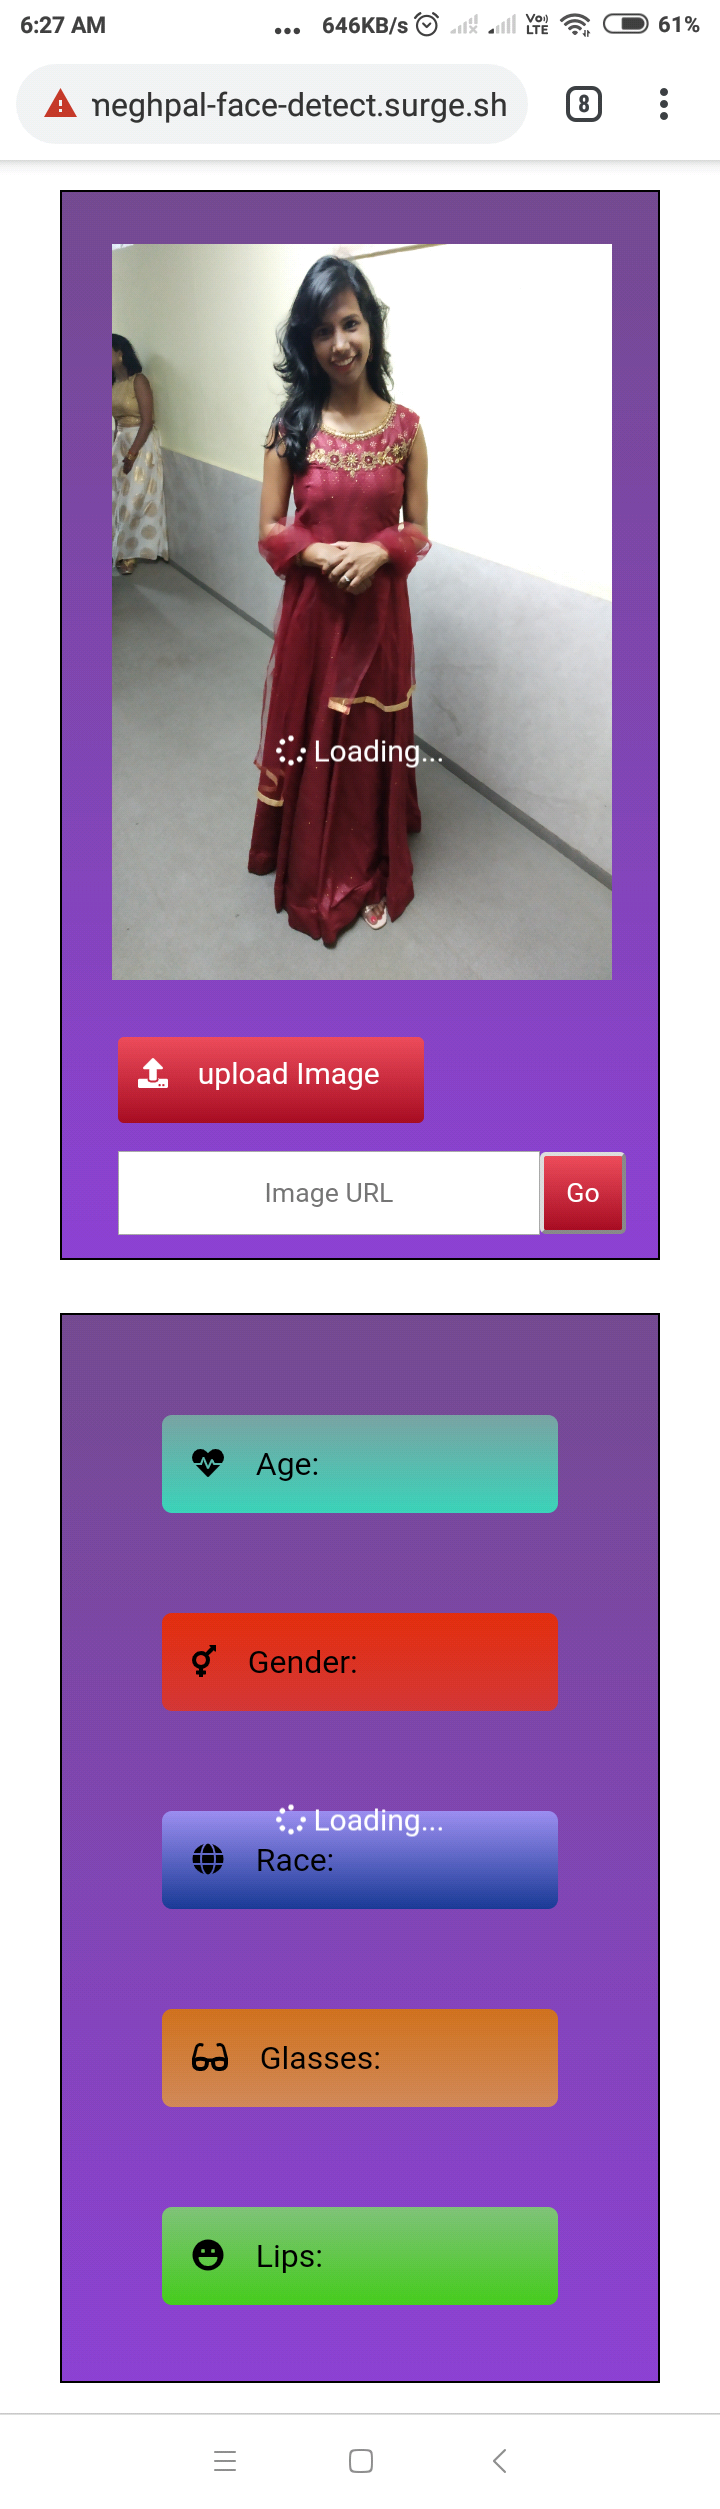 6:27 AM ... 646KB/s Vo) LTE 61%
meghpal-face-detect.surge.sh 8
Loading...
upload Image
Image URL Go
Age:
Gender:
Loading...
Race:
Glasses:
Lips: